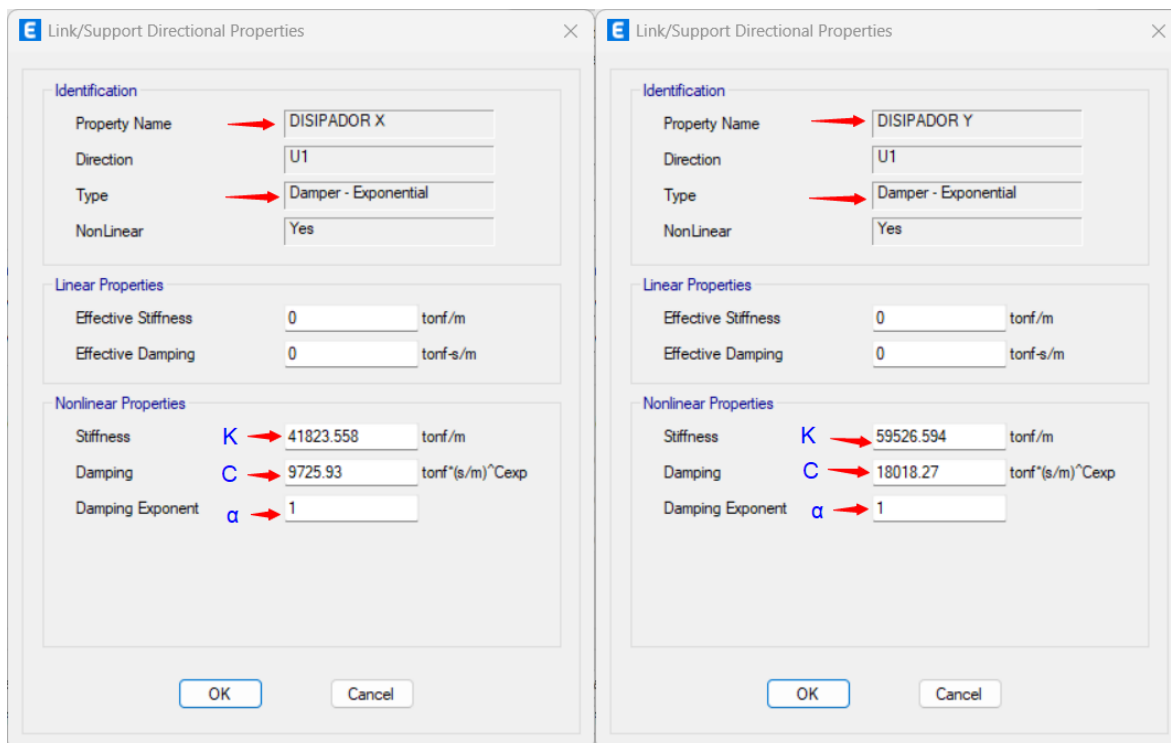 E Link/Support Directional Properties
Identification
Property Name DISIPADOR X
Direction U1
Type Damper - Exponential
NonLinear Yes
Linear Properties
Effective Stiffness 0 tonf/m
Effective Damping 0 tonf-s/m
Nonlinear Properties
Stiffness K 41823.558 tonf/m
Damping C 9725.93 tonf*(s/m)^Cexp
Damping Exponent α 1
OK Cancel
E Link/Support Directional Properties
Identification
Property Name DISIPADOR Y
Direction U1
Type Damper - Exponential
NonLinear Yes
Linear Properties
Effective Stiffness 0 tonf/m
Effective Damping 0 tonf-s/m
Nonlinear Properties
Stiffness K 59526.594 tonf/m
Damping C 18018.27 tonf*(s/m)^Cexp
Damping Exponent α 1
OK Cancel